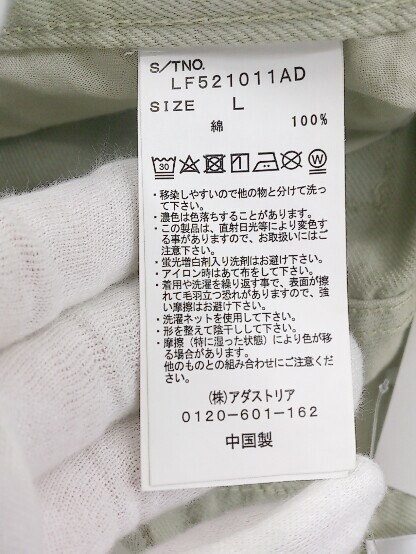 S/TNO.
LF521011AD
SIZE L
綿 100%
30 W
・移染しやすいので他の物と分けて洗っ
て下さい。
・濃色は色落ちすることがあります。
・この製品は、直射日光等により変色す
る事がありますので、お取扱いにはご
注意下さい。
・蛍光増白剤入り洗剤はお避け下さい。
・アイロン時はあて布をして下さい。
・着用や洗濯を繰り返す事で、表面が擦
れて毛羽立つ恐れがありますので、強
い摩擦はお避け下さい。
・洗濯ネットを使用して下さい。
・形を整えて陰干しして下さい。
・摩擦（特に湿った状態）により色が移
る場合があります。
他のものとの組み合わせにご注意くだ
さい。
(株)アダストリア
0120-601-162
中国製